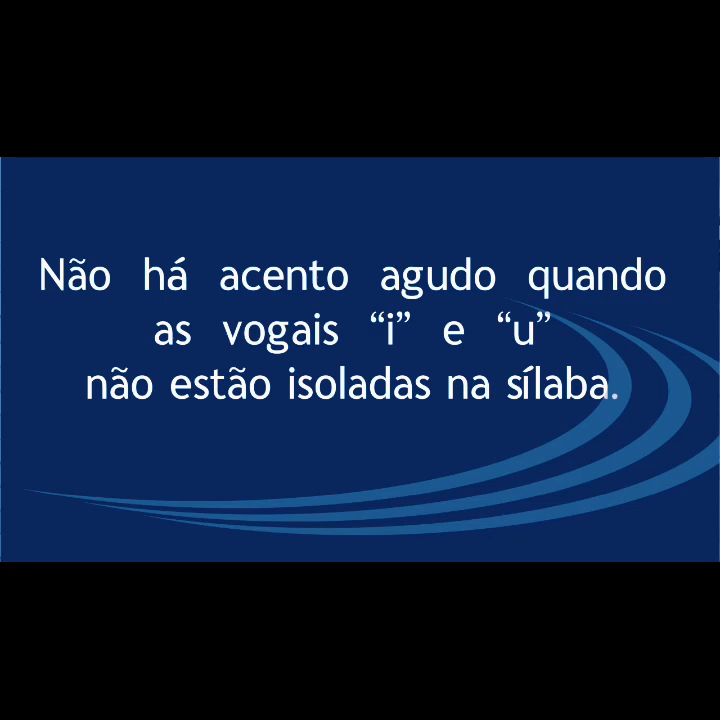 Não há acento agudo quando
as vogais “i” e “u”
não estão isoladas na sílaba.